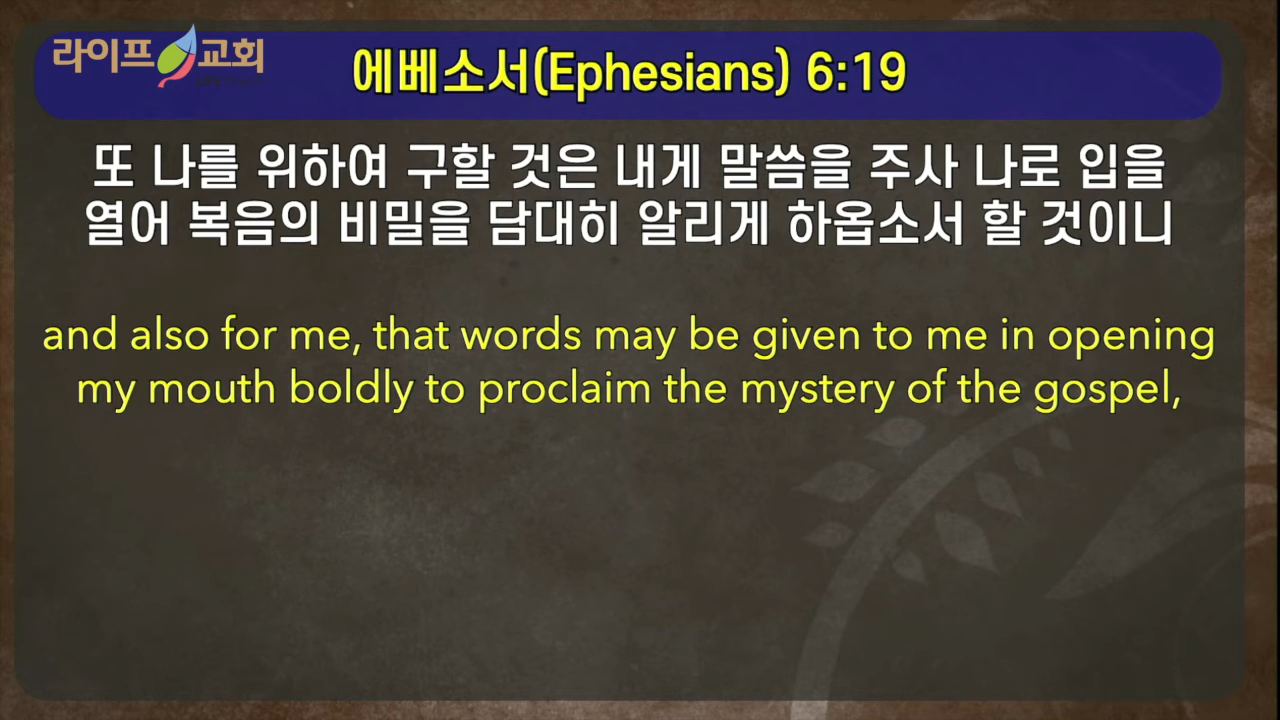 라이프 교회
에베소서(Ephesians) 6:19
또 나를 위하여 구할 것은 내게 말씀을 주사 나로 입을
열어 복음의 비밀을 담대히 알리게 하옵소서 할 것이니
and also for me, that words may be given to me in opening
my mouth boldly to proclaim the mystery of the gospel,